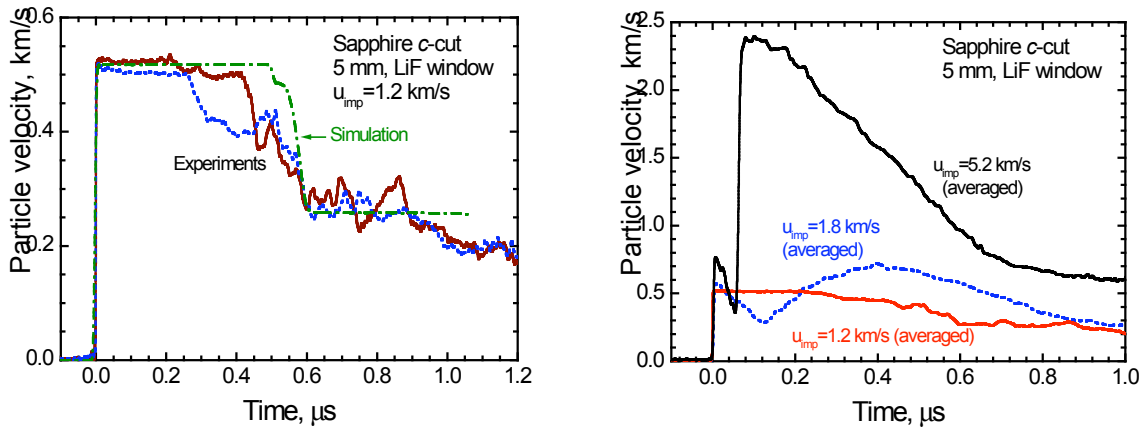 Particle velocity, km/s
0.6
0.4
0.2
0.0
Sapphire c-cut
5 mm, LiF window
u_imp=1.2 km/s
Simulation
Experiments
0.0 0.2 0.4 0.6 0.8 1.0 1.2
Time, μs
Particle velocity, km/s
2.5
2.0
1.5
1.0
0.5
0.0
Sapphire c-cut
5 mm, LiF window
u_imp=5.2 km/s
(averaged)
u_imp=1.8 km/s
(averaged)
u_imp=1.2 km/s (averaged)
0.0 0.2 0.4 0.6 0.8 1.0
Time, μs